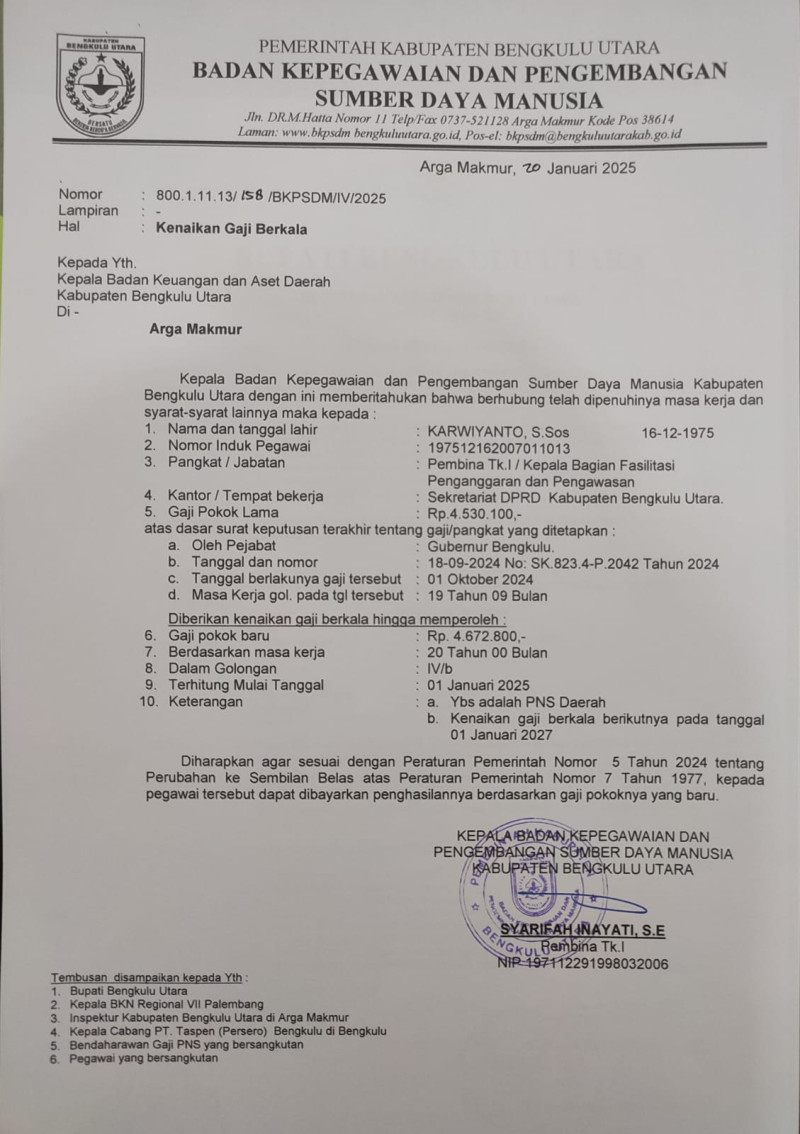 KABUPATEN
BENGKULU UTARA
PEMERINTAH KABUPATEN BENGKULU UTARA
BADAN KEPEGAWAIAN DAN PENGEMBANGAN
SUMBER DAYA MANUSIA
Jln. DR.M.Hatta Nomor 11 Telp/Fax 0737-521128 Arga Makmur Kode Pos 38614
Laman: www.bkpsdm bengkuluutara.go.id, Pos-el: bkpsdm@bengkuluutarakab.go.id
Arga Makmur, 20 Januari 2025
Nomor : 800.1.11.13/ 158 /BKPSDM/IV/2025
Lampiran : -
Hal : Kenaikan Gaji Berkala
Kepada Yth.
Kepala Badan Keuangan dan Aset Daerah
Kabupaten Bengkulu Utara
Di -
Arga Makmur
Kepala Badan Kepegawaian dan Pengembangan Sumber Daya Manusia Kabupaten
Bengkulu Utara dengan ini memberitahukan bahwa berhubung telah dipenuhinya masa kerja dan
syarat-syarat lainnya maka kepada :
1. Nama dan tanggal lahir : KARWIYANTO, S.Sos 16-12-1975
2. Nomor Induk Pegawai : 197512162007011013
3. Pangkat / Jabatan : Pembina Tk.I / Kepala Bagian Fasilitasi
Penganggaran dan Pengawasan
4. Kantor / Tempat bekerja : Sekretariat DPRD Kabupaten Bengkulu Utara.
5. Gaji Pokok Lama : Rp.4.530.100,-
atas dasar surat keputusan terakhir tentang gaji/pangkat yang ditetapkan :
a. Oleh Pejabat : Gubernur Bengkulu.
b. Tanggal dan nomor : 18-09-2024 No: SK.823.4-P.2042 Tahun 2024
c. Tanggal berlakunya gaji tersebut : 01 Oktober 2024
d. Masa Kerja gol. pada tgl tersebut : 19 Tahun 09 Bulan
Diberikan kenaikan gaji berkala hingga memperoleh :
6. Gaji pokok baru : Rp. 4.672.800,-
7. Berdasarkan masa kerja : 20 Tahun 00 Bulan
8. Dalam Golongan : IV/b
9. Terhitung Mulai Tanggal : 01 Januari 2025
10. Keterangan : a. Ybs adalah PNS Daerah
b. Kenaikan gaji berkala berikutnya pada tanggal
01 Januari 2027
Diharapkan agar sesuai dengan Peraturan Pemerintah Nomor 5 Tahun 2024 tentang
Perubahan ke Sembilan Belas atas Peraturan Pemerintah Nomor 7 Tahun 1977, kepada
pegawai tersebut dapat dibayarkan penghasilannya berdasarkan gaji pokoknya yang baru.
KEPALA BADAN KEPEGAWAIAN DAN
PENGEMBANGAN SUMBER DAYA MANUSIA
KABUPATEN BENGKULU UTARA
SYARIFAH INAYATI, S.E
Pembina Tk.I
NIP 197112291998032006
Tembusan disampaikan kepada Yth :
1. Bupati Bengkulu Utara
2. Kepala BKN Regional VII Palembang
3. Inspektur Kabupaten Bengkulu Utara di Arga Makmur
4. Kepala Cabang PT. Taspen (Persero) Bengkulu di Bengkulu
5. Bendaharawan Gaji PNS yang bersangkutan
6. Pegawai yang bersangkutan